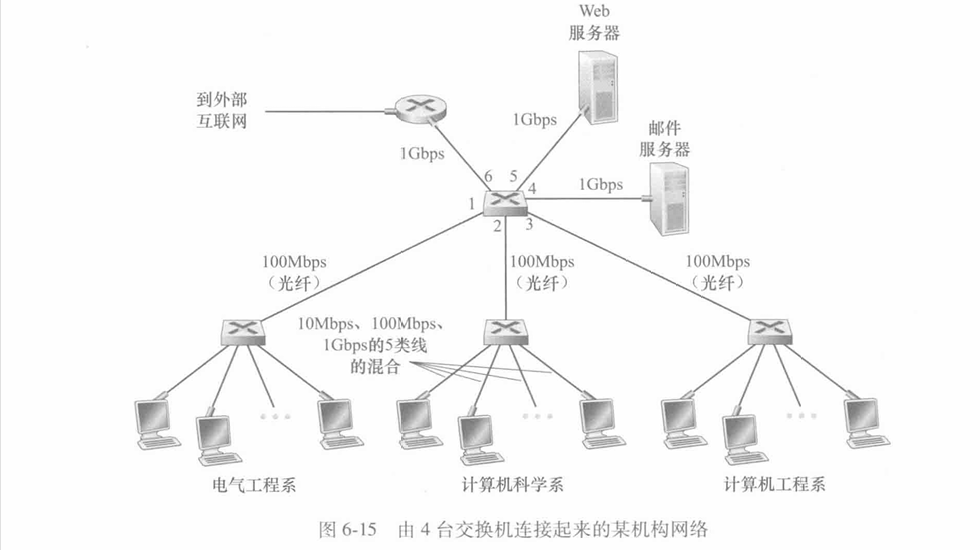 Web
服务器
到外部
互联网
1Gbps
1Gbps
邮件
服务器
1Gbps
6
5
4
1
2
3
100Mbps
（光纤）
100Mbps
（光纤）
100Mbps
（光纤）
10Mbps、100Mbps、
1Gbps的5类线
的混合
电气工程系
计算机科学系
计算机工程系
图 6-15 由 4 台交换机连接起来的某机构网络